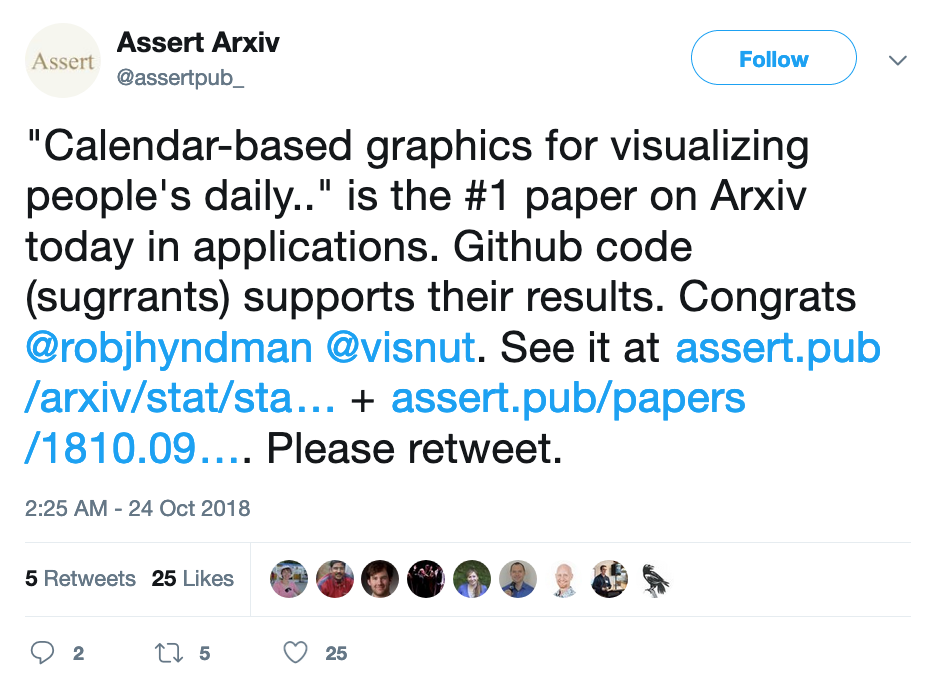 Assert
Assert Arxiv
@assertpub_
Follow
"Calendar-based graphics for visualizing
people's daily.." is the #1 paper on Arxiv
today in applications. Github code
(sugrrants) supports their results. Congrats
@robjhyndman @visnut. See it at assert.pub
/arxiv/stat/sta… + assert.pub/papers
/1810.09…. Please retweet.
2:25 AM - 24 Oct 2018
5 Retweets 25 Likes
2 5 25